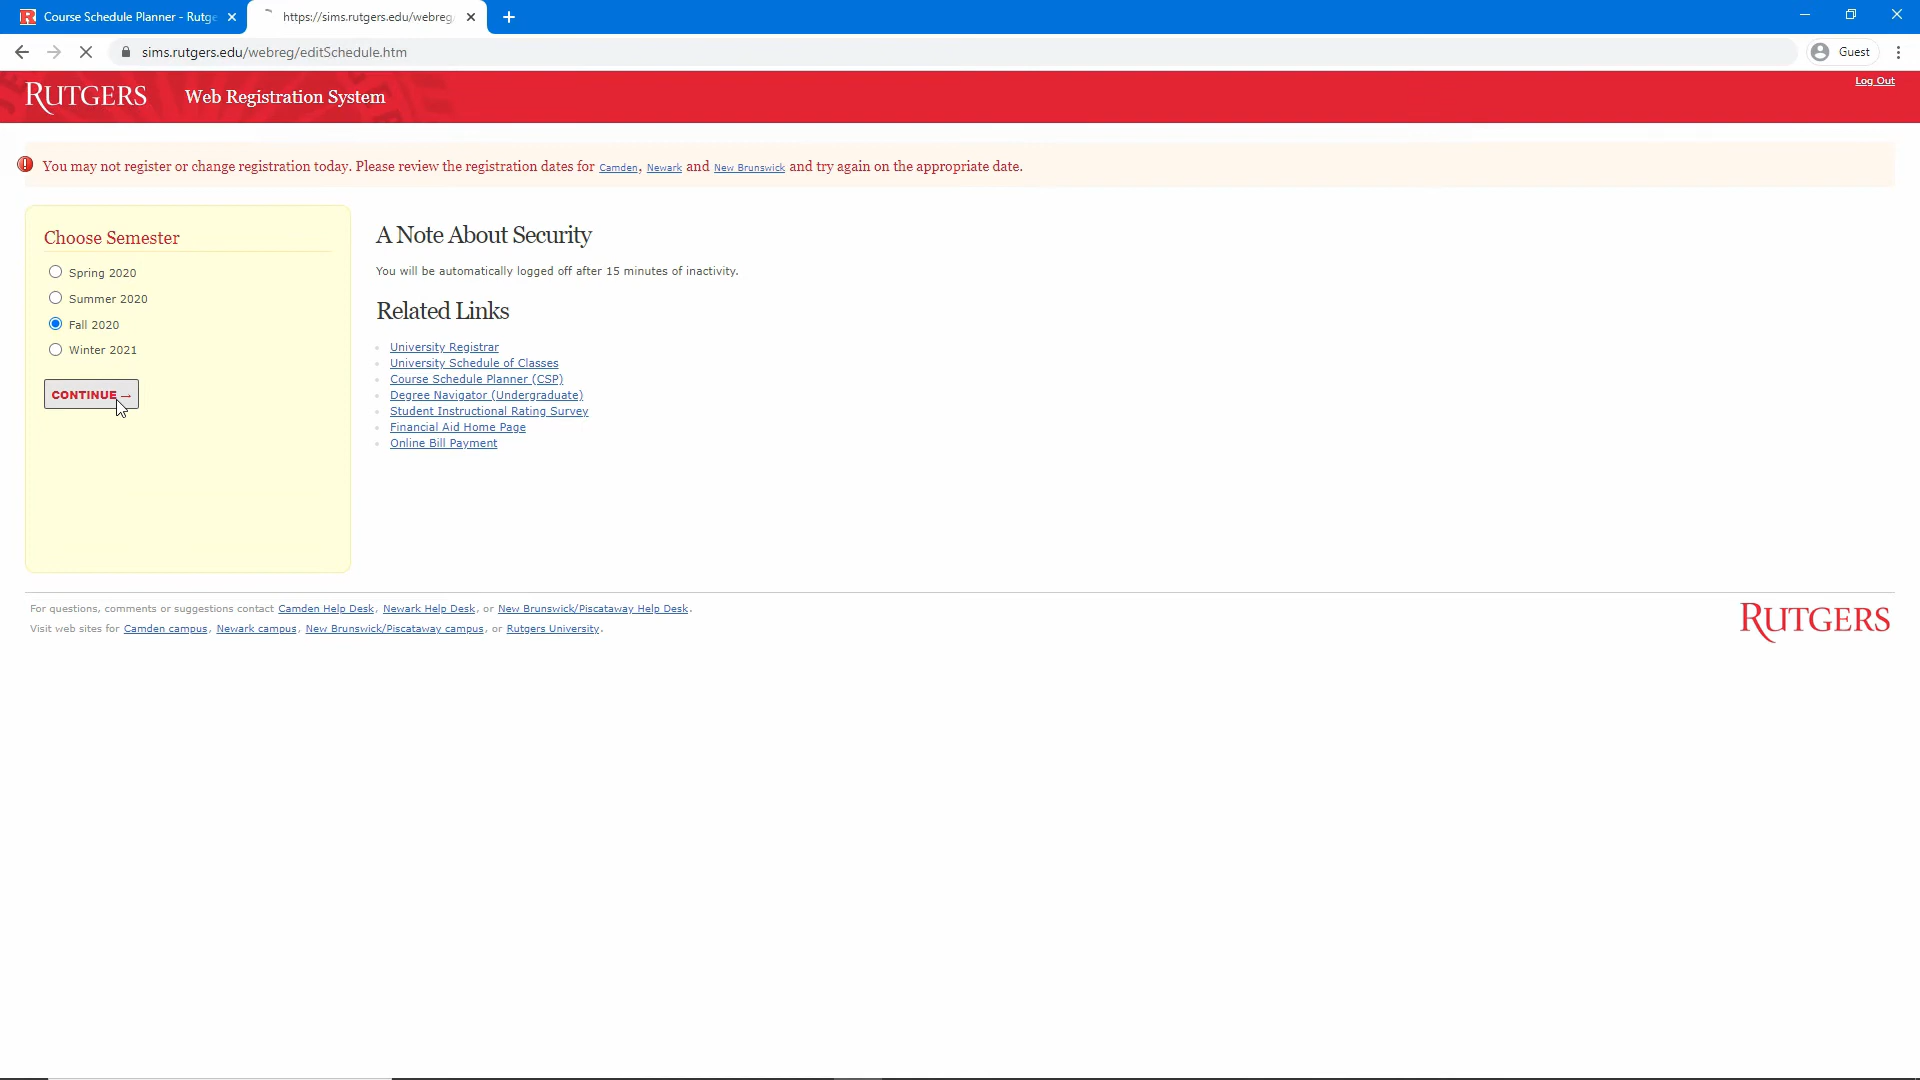 Course Schedule Planner - Rutge
https://sims.rutgers.edu/webreg
sims.rutgers.edu/webreg/editSchedule.htm
Guest
RUTGERS
Web Registration System
Log Out
You may not register or change registration today. Please review the registration dates for Camden, Newark and New Brunswick and try again on the appropriate date.
Choose Semester
Spring 2020
Summer 2020
Fall 2020
Winter 2021
CONTINUE →
A Note About Security
You will be automatically logged off after 15 minutes of inactivity.
Related Links
University Registrar
University Schedule of Classes
Course Schedule Planner (CSP)
Degree Navigator (Undergraduate)
Student Instructional Rating Survey
Financial Aid Home Page
Online Bill Payment
For questions, comments or suggestions contact Camden Help Desk, Newark Help Desk, or New Brunswick/Piscataway Help Desk.
Visit web sites for Camden campus, Newark campus, New Brunswick/Piscataway campus, or Rutgers University.
RUTGERS